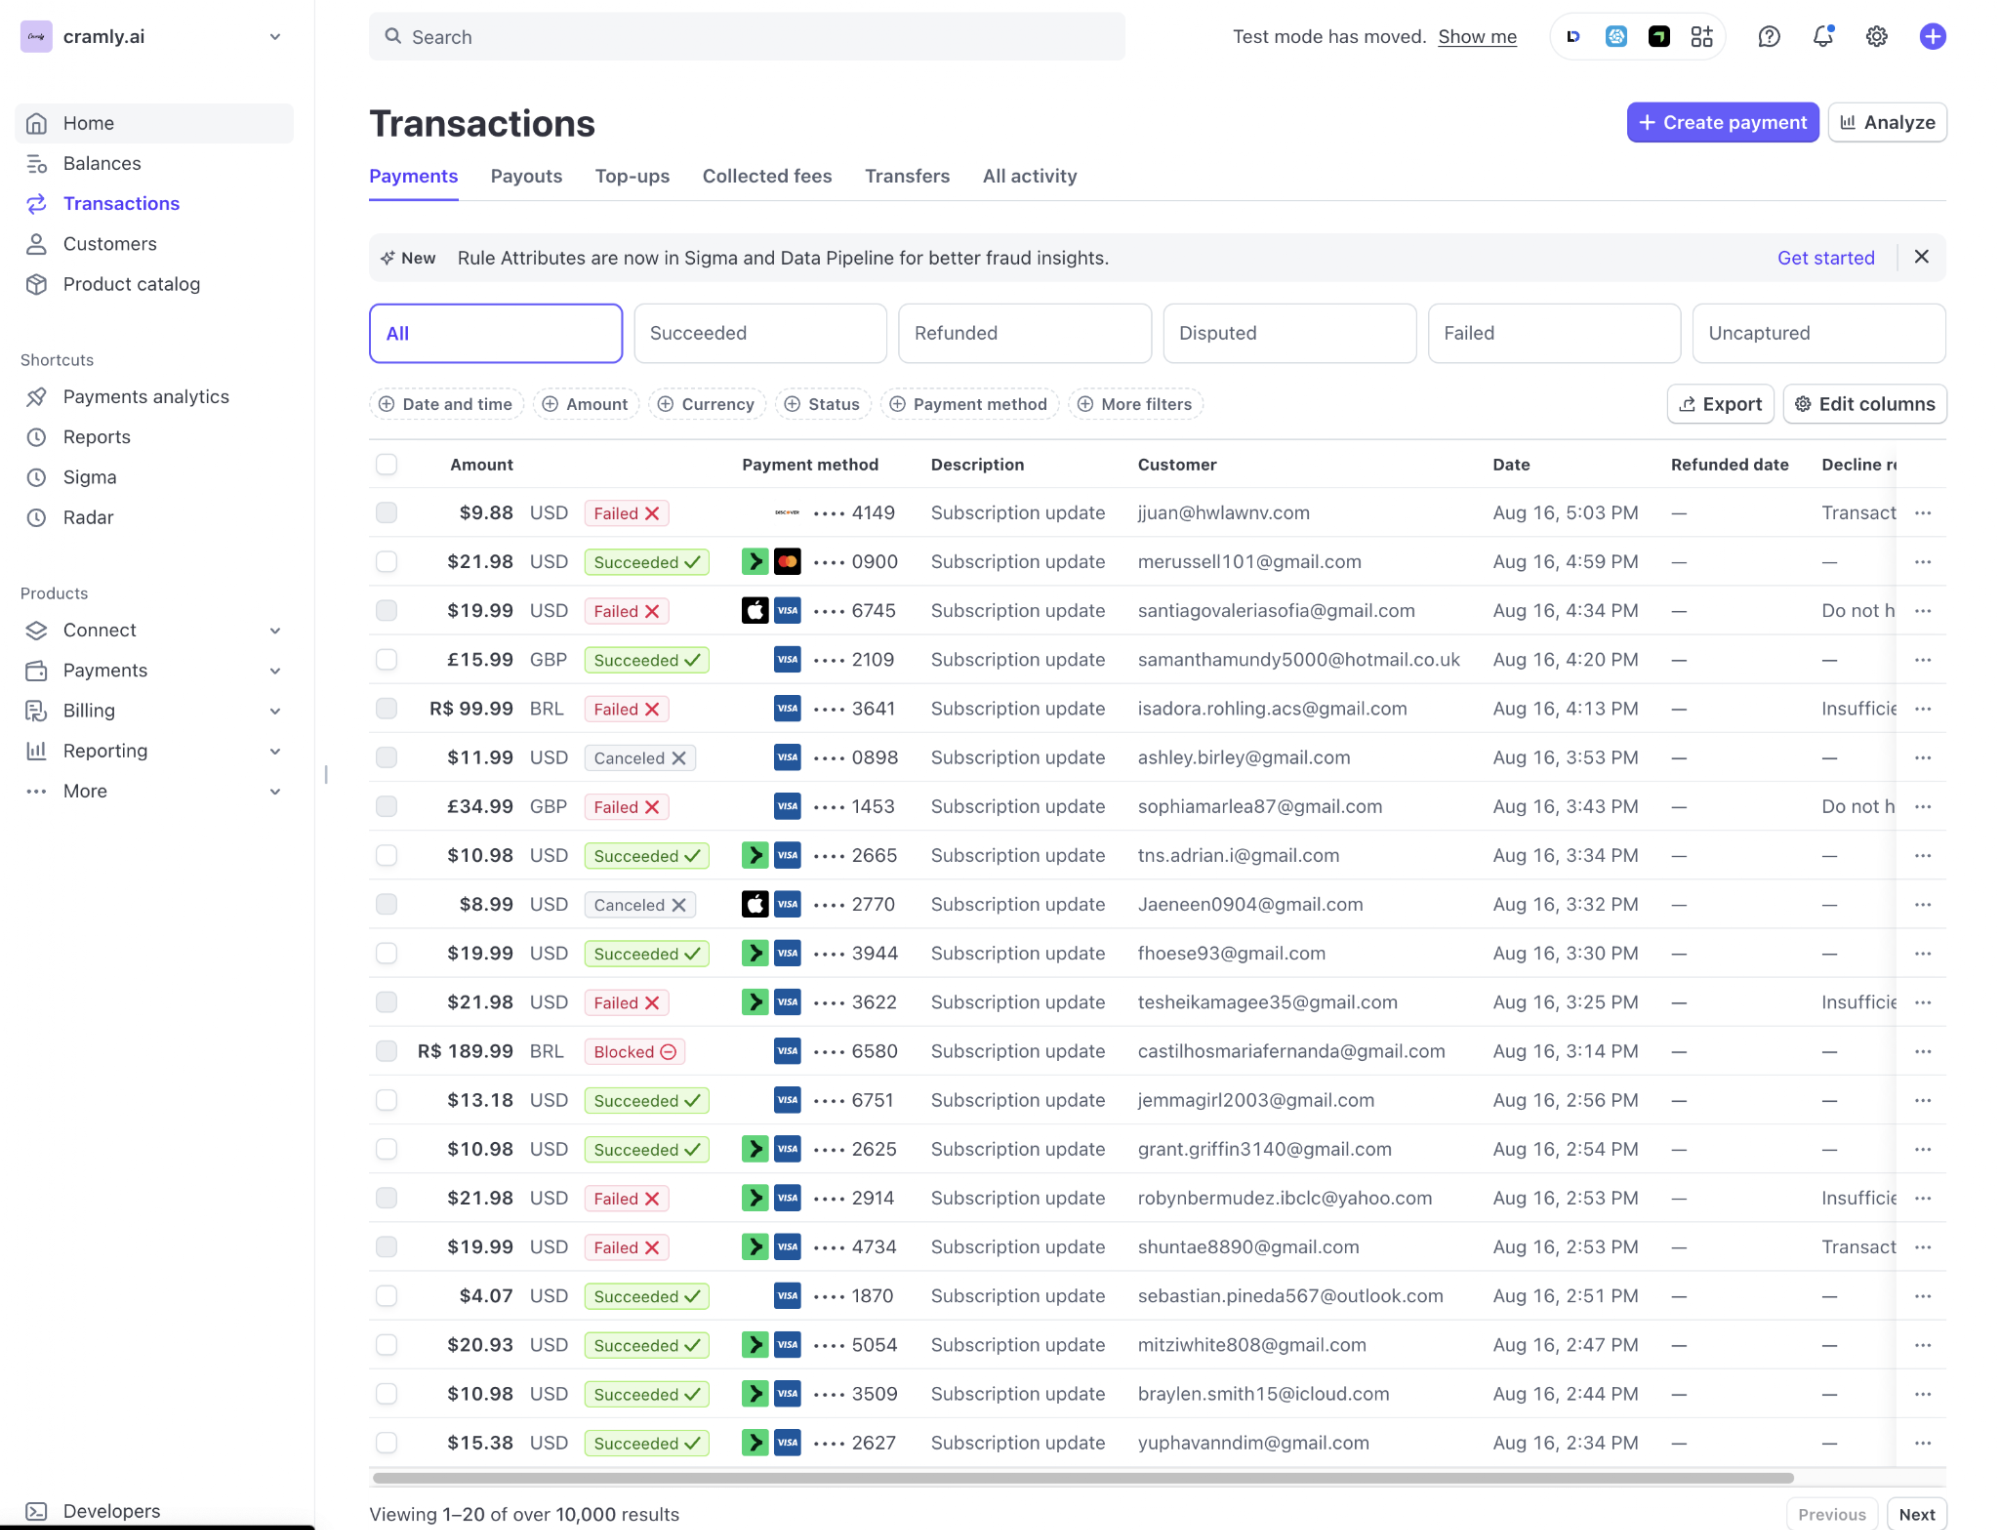 cramly.ai
Search
Test mode has moved. Show me
Home
Balances
Transactions
Customers
Product catalog
Shortcuts
Payments analytics
Reports
Sigma
Radar
Products
Connect
Payments
Billing
Reporting
More
Developers
Transactions
Create payment
Analyze
Payments Payouts Top-ups Collected fees Transfers All activity
New Rule Attributes are now in Sigma and Data Pipeline for better fraud insights. Get started
All Succeeded Refunded Disputed Failed Uncaptured
Date and time Amount Currency Status Payment method More filters Export Edit columns
Amount Payment method Description Customer Date Refunded date Decline re
$9.88 USD Failed DISCOVER •••• 4149 Subscription update jjuan@hwlawnv.com Aug 16, 5:03 PM — Transact
$21.98 USD Succeeded •••• 0900 Subscription update merussell101@gmail.com Aug 16, 4:59 PM — —
$19.99 USD Failed VISA •••• 6745 Subscription update santiagovaleriasofia@gmail.com Aug 16, 4:34 PM — Do not h
£15.99 GBP Succeeded VISA •••• 2109 Subscription update samanthamundy5000@hotmail.co.uk Aug 16, 4:20 PM — —
R$ 99.99 BRL Failed VISA •••• 3641 Subscription update isadora.rohling.acs@gmail.com Aug 16, 4:13 PM — Insufficie
$11.99 USD Canceled VISA •••• 0898 Subscription update ashley.birley@gmail.com Aug 16, 3:53 PM — —
£34.99 GBP Failed VISA •••• 1453 Subscription update sophiamarlea87@gmail.com Aug 16, 3:43 PM — Do not h
$10.98 USD Succeeded VISA •••• 2665 Subscription update tns.adrian.i@gmail.com Aug 16, 3:34 PM — —
$8.99 USD Canceled VISA •••• 2770 Subscription update Jaeneen0904@gmail.com Aug 16, 3:32 PM — —
$19.99 USD Succeeded VISA •••• 3944 Subscription update fhoese93@gmail.com Aug 16, 3:30 PM — —
$21.98 USD Failed VISA •••• 3622 Subscription update tesheikamagee35@gmail.com Aug 16, 3:25 PM — Insufficie
R$ 189.99 BRL Blocked VISA •••• 6580 Subscription update castilhosmariafernanda@gmail.com Aug 16, 3:14 PM — —
$13.18 USD Succeeded VISA •••• 6751 Subscription update jemmagirl2003@gmail.com Aug 16, 2:56 PM — —
$10.98 USD Succeeded VISA •••• 2625 Subscription update grant.griffin3140@gmail.com Aug 16, 2:54 PM — —
$21.98 USD Failed VISA •••• 2914 Subscription update robynbermudez.ibclc@yahoo.com Aug 16, 2:53 PM — Insufficie
$19.99 USD Failed VISA •••• 4734 Subscription update shuntae8890@gmail.com Aug 16, 2:53 PM — Transact
$4.07 USD Succeeded VISA •••• 1870 Subscription update sebastian.pineda567@outlook.com Aug 16, 2:51 PM — —
$20.93 USD Succeeded VISA •••• 5054 Subscription update mitziwhite808@gmail.com Aug 16, 2:47 PM — —
$10.98 USD Succeeded VISA •••• 3509 Subscription update braylen.smith15@icloud.com Aug 16, 2:44 PM — —
$15.38 USD Succeeded VISA •••• 2627 Subscription update yuphavanndim@gmail.com Aug 16, 2:34 PM — —
Viewing 1–20 of over 10,000 results
Previous Next